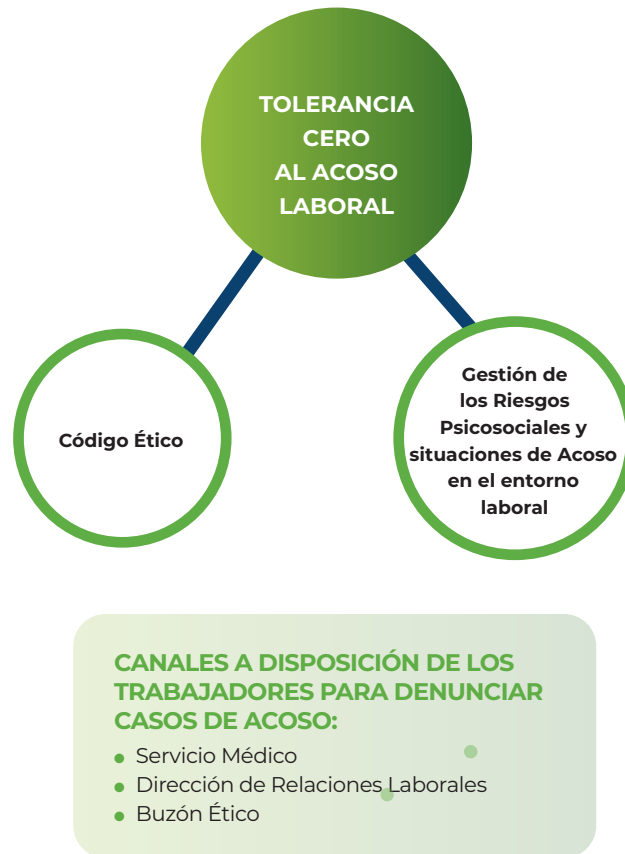 TOLERANCIA
CERO
AL ACOSO
LABORAL
Código Ético
Gestión de
los Riesgos
Psicosociales y
situaciones de Acoso
en el entorno
laboral
CANALES A DISPOSICIÓN DE LOS
TRABAJADORES PARA DENUNCIAR
CASOS DE ACOSO:
• Servicio Médico
• Dirección de Relaciones Laborales
• Buzón Ético